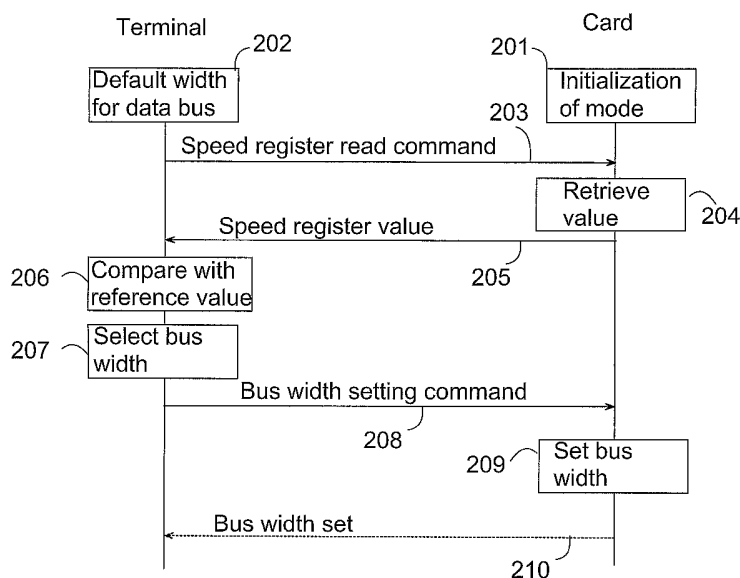 Terminal
Card
202
201
Default width
for data bus
Initialization
of mode
203
Speed register read command
Retrieve
value
204
Speed register value
205
206
Compare with
reference value
207
Select bus
width
Bus width setting command
208
209
Set bus
width
Bus width set
210